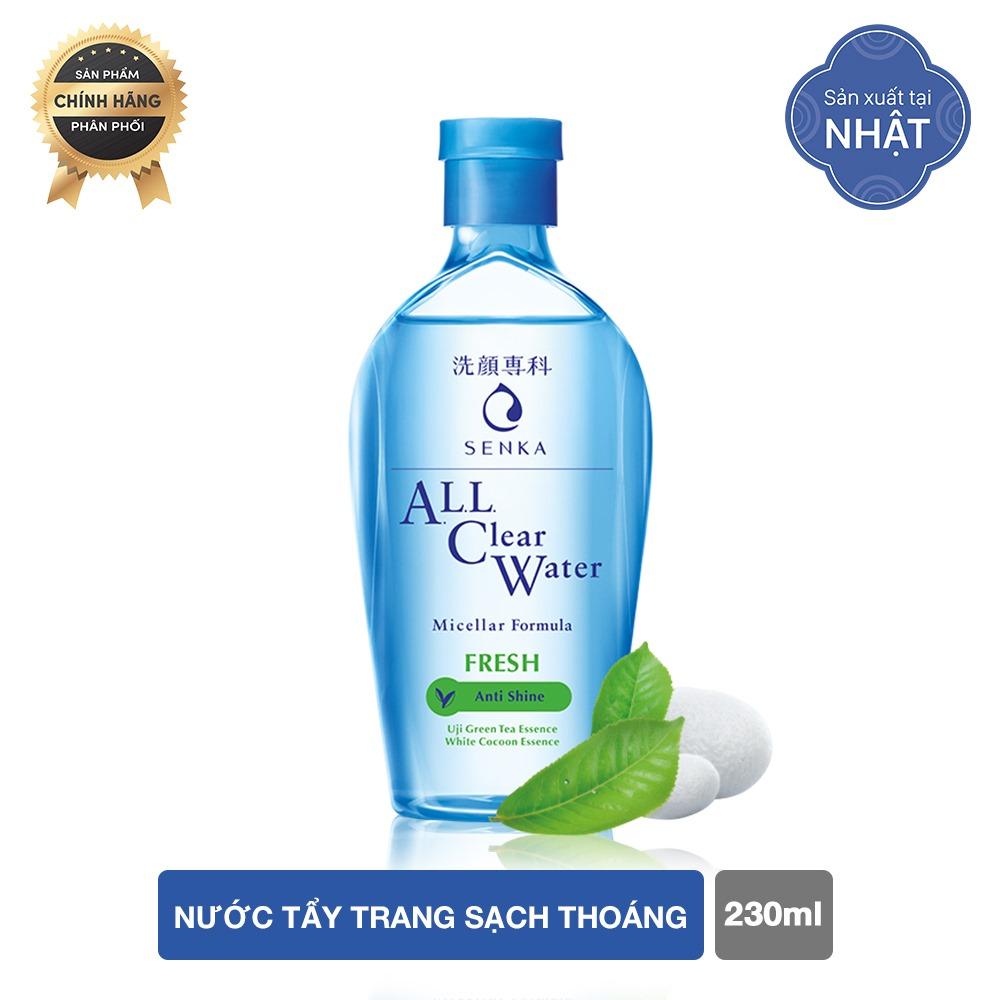 SẢN PHẨM
CHÍNH HÃNG
PHÂN PHỐI
Sản xuất tại
NHẬT
洗顔専科
SENKA
A.L.L.
Clear
Water
Micellar Formula
FRESH
Anti Shine
Uji Green Tea Essence
White Cocoon Essence
NƯỚC TẨY TRANG SẠCH THOÁNG
230ml